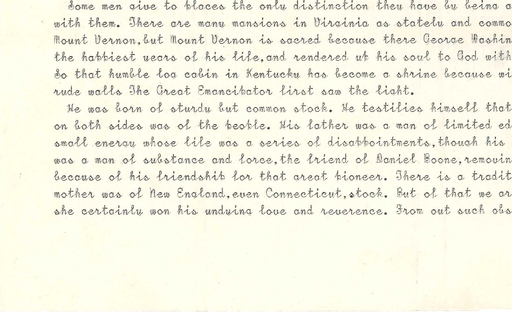 Some men give to places the only distinction they have by being a
with them. There are many mansions in Virginia as stately and commo
Mount Vernon, but Mount Vernon is sacred because there George Washin
the happiest years of his life, and rendered up his soul to God with
So that humble log cabin in Kentucky has become a shrine because wi
rude walls The Great Emancipator first saw the light.
He was born of sturdy but common stock. He testifies himself that
on both sides was of the people. His father was a man of limited ed
small energy whose life was a series of disappointments, though his
was a man of substance and force, the friend of Daniel Boone, removin
because of his friendship for that great pioneer. There is a tradit
mother was of New England, even Connecticut, stock. But of that we ar
she certainly won his undying love and reverence. From out such obs